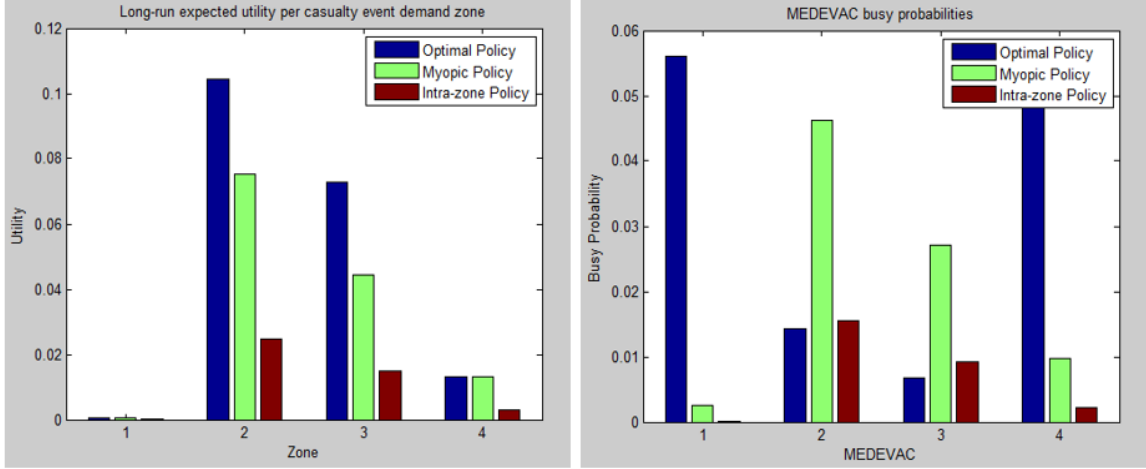 Long-run expected utility per casualty event demand zone
0.12
0.1
0.08
0.06
0.04
0.02
0
Utility
Optimal Policy
Myopic Policy
Intra-zone Policy
1 2 3 4
Zone
MEDEVAC busy probabilities
0.06
0.05
0.04
0.03
0.02
0.01
0
Busy Probability
Optimal Policy
Myopic Policy
Intra-zone Policy
1 2 3 4
MEDEVAC